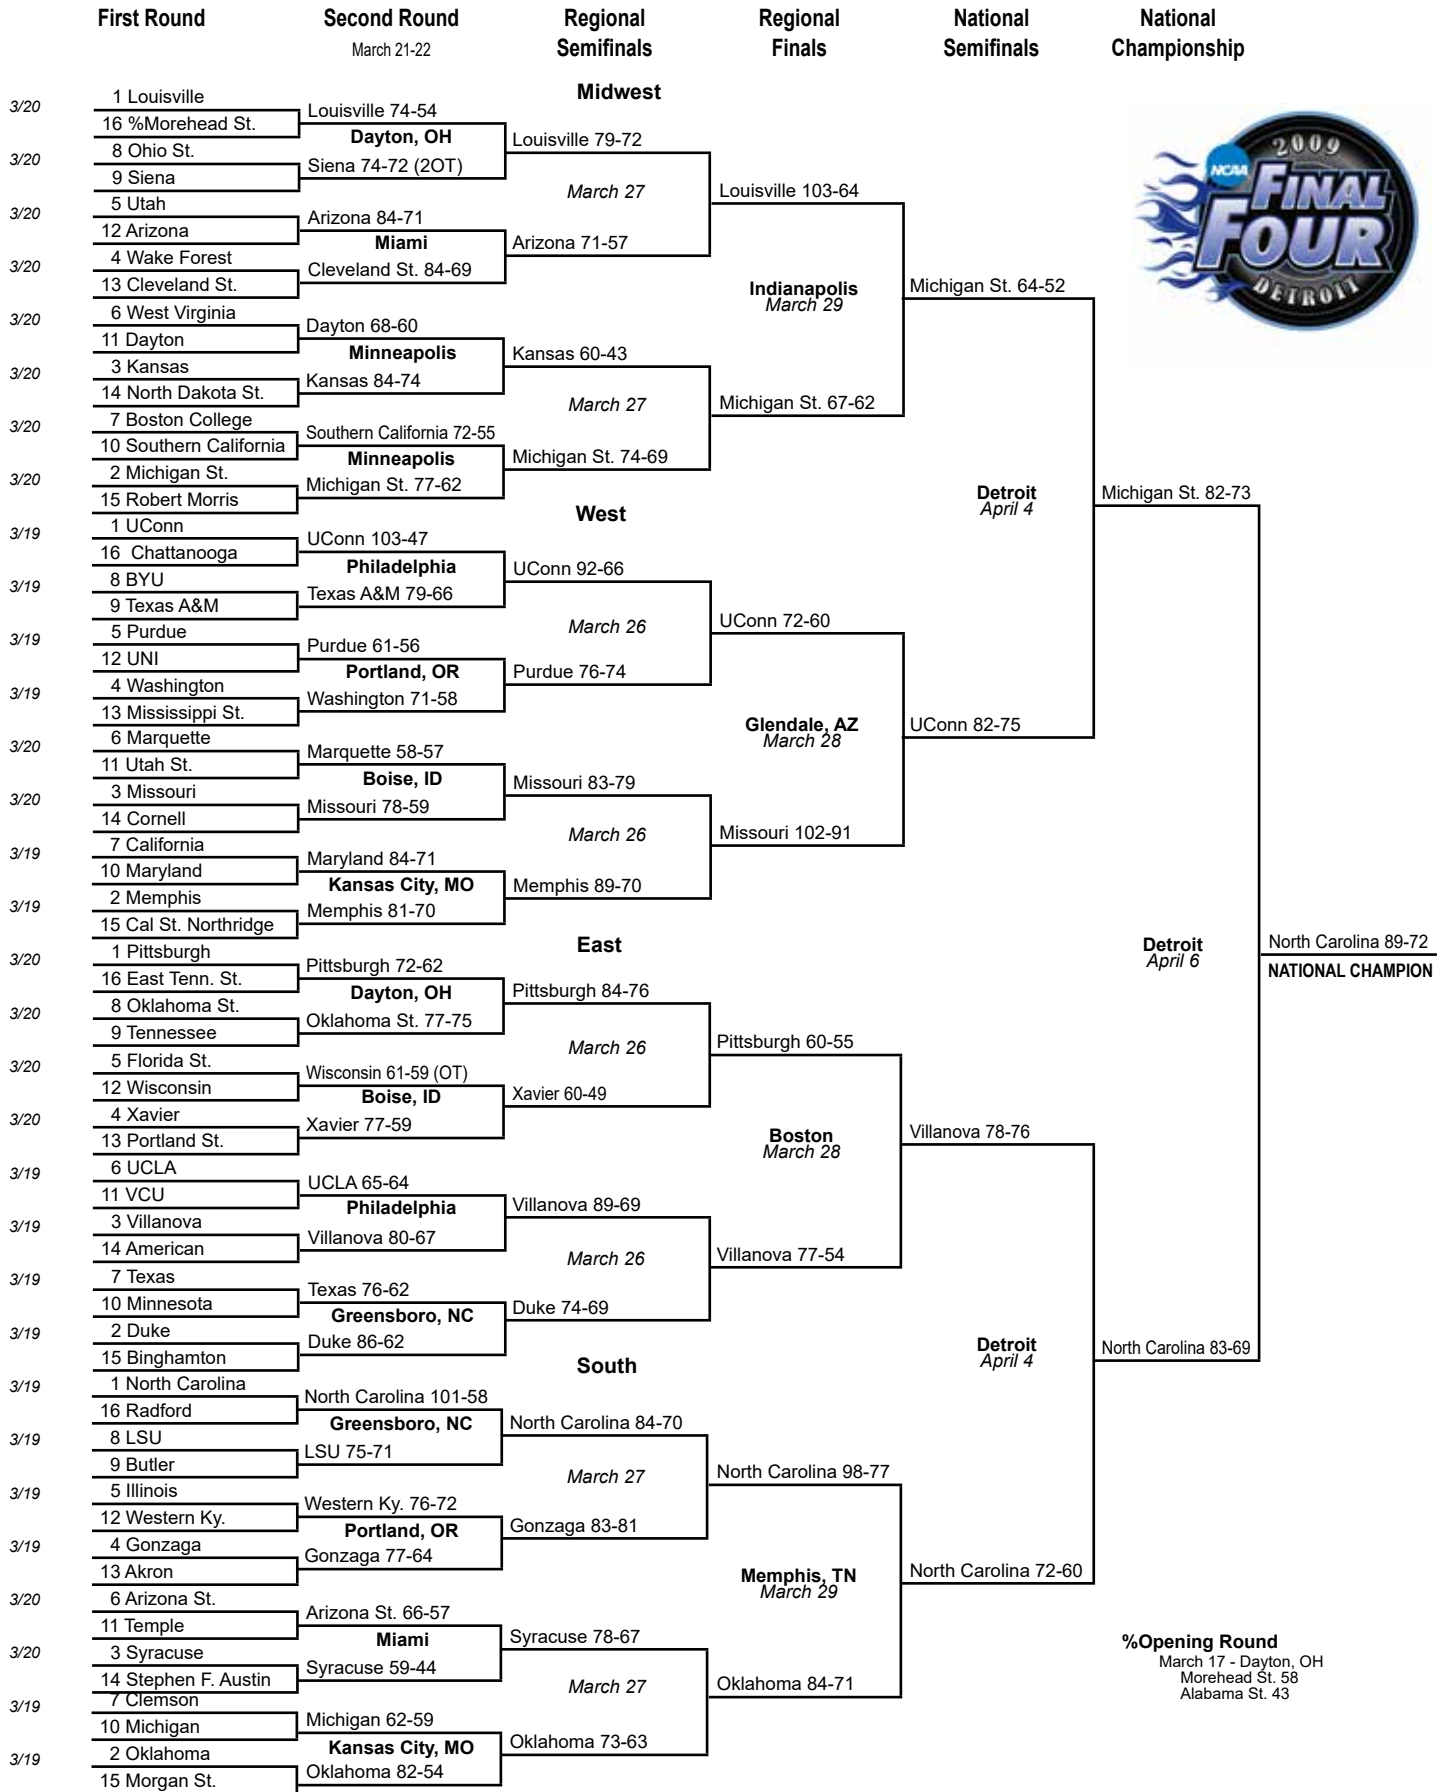 First Round
Second Round
March 21-22
Regional
Semifinals
Regional
Finals
National
Semifinals
National
Championship
Midwest
3/20
1 Louisville
16 %Morehead St.
3/20
8 Ohio St.
9 Siena
3/20
5 Utah
12 Arizona
3/20
4 Wake Forest
13 Cleveland St.
3/20
6 West Virginia
11 Dayton
3/20
3 Kansas
14 North Dakota St.
3/20
7 Boston College
10 Southern California
3/20
2 Michigan St.
15 Robert Morris
Louisville 74-54
Dayton, OH
Siena 74-72 (2OT)
Arizona 84-71
Miami
Cleveland St. 84-69
Dayton 68-60
Minneapolis
Kansas 84-74
Southern California 72-55
Minneapolis
Michigan St. 77-62
Louisville 79-72
March 27
Arizona 71-57
Kansas 60-43
March 27
Michigan St. 74-69
Louisville 103-64
Indianapolis
March 29
Michigan St. 67-62
Michigan St. 64-52
West
3/19
1 UConn
16 Chattanooga
3/19
8 BYU
9 Texas A&M
3/19
5 Purdue
12 UNI
3/19
4 Washington
13 Mississippi St.
3/20
6 Marquette
11 Utah St.
3/20
3 Missouri
14 Cornell
3/19
7 California
10 Maryland
3/19
2 Memphis
15 Cal St. Northridge
UConn 103-47
Philadelphia
Texas A&M 79-66
Purdue 61-56
Portland, OR
Washington 71-58
Marquette 58-57
Boise, ID
Missouri 78-59
Maryland 84-71
Kansas City, MO
Memphis 81-70
UConn 92-66
March 26
Purdue 76-74
Missouri 83-79
March 26
Memphis 89-70
UConn 72-60
Glendale, AZ
March 28
Missouri 102-91
UConn 82-75
Detroit
April 4
Michigan St. 82-73
East
3/20
1 Pittsburgh
16 East Tenn. St.
3/20
8 Oklahoma St.
9 Tennessee
3/20
5 Florida St.
12 Wisconsin
3/20
4 Xavier
13 Portland St.
3/19
6 UCLA
11 VCU
3/19
3 Villanova
14 American
3/19
7 Texas
10 Minnesota
3/19
2 Duke
15 Binghamton
Pittsburgh 72-62
Dayton, OH
Oklahoma St. 77-75
Wisconsin 61-59 (OT)
Boise, ID
Xavier 77-59
UCLA 65-64
Philadelphia
Villanova 80-67
Texas 76-62
Greensboro, NC
Duke 86-62
Pittsburgh 84-76
March 26
Xavier 60-49
Villanova 89-69
March 26
Duke 74-69
Pittsburgh 60-55
Boston
March 28
Villanova 77-54
Villanova 78-76
South
3/19
1 North Carolina
16 Radford
3/19
8 LSU
9 Butler
3/19
5 Illinois
12 Western Ky.
3/19
4 Gonzaga
13 Akron
3/20
6 Arizona St.
11 Temple
3/20
3 Syracuse
14 Stephen F. Austin
3/19
7 Clemson
10 Michigan
3/19
2 Oklahoma
15 Morgan St.
North Carolina 101-58
Greensboro, NC
LSU 75-71
Western Ky. 76-72
Portland, OR
Gonzaga 77-64
Arizona St. 66-57
Miami
Syracuse 59-44
Michigan 62-59
Kansas City, MO
Oklahoma 82-54
North Carolina 84-70
March 27
Gonzaga 83-81
Syracuse 78-67
March 27
Oklahoma 73-63
North Carolina 98-77
Memphis, TN
March 29
Oklahoma 84-71
North Carolina 72-60
Detroit
April 4
North Carolina 83-69
Detroit
April 6
North Carolina 89-72
NATIONAL CHAMPION
2009
NCAA
FINAL
FOUR
DETROIT
%Opening Round
March 17 - Dayton, OH
Morehead St. 58
Alabama St. 43